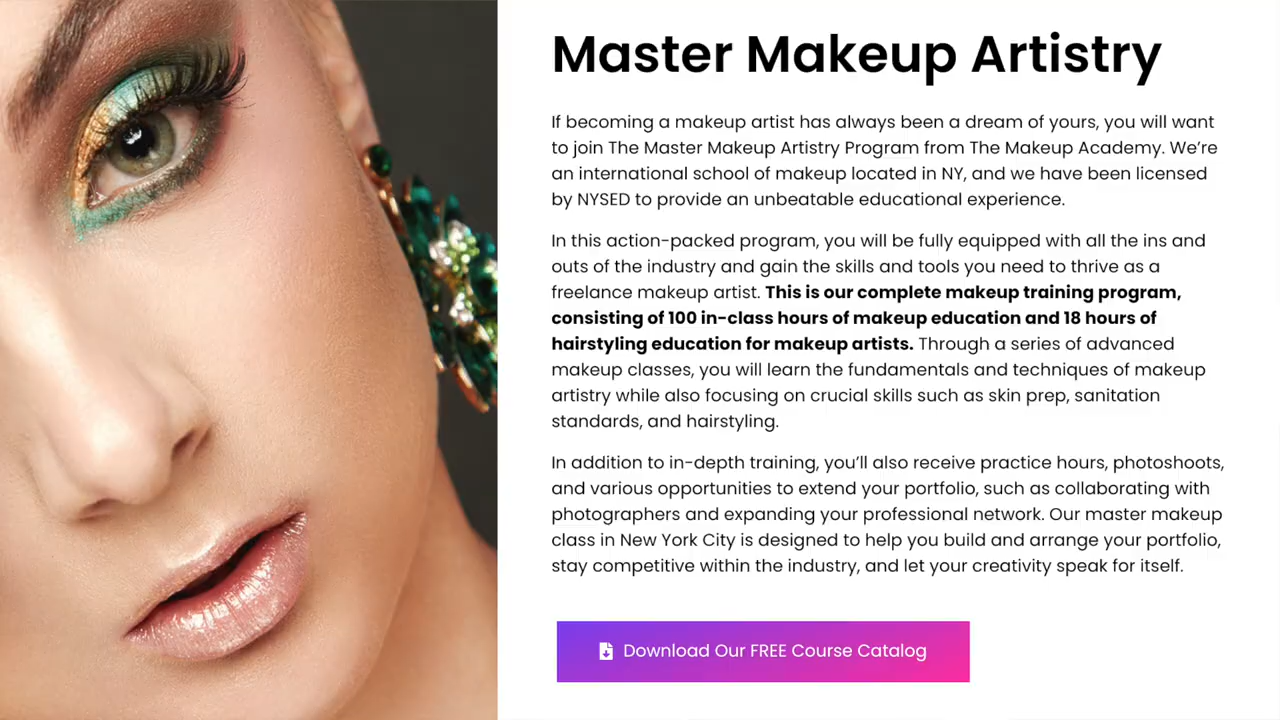 Master Makeup Artistry
If becoming a makeup artist has always been a dream of yours, you will want
to join The Master Makeup Artistry Program from The Makeup Academy. We’re
an international school of makeup located in NY, and we have been licensed
by NYSED to provide an unbeatable educational experience.
In this action-packed program, you will be fully equipped with all the ins and
outs of the industry and gain the skills and tools you need to thrive as a
freelance makeup artist. This is our complete makeup training program,
consisting of 100 in-class hours of makeup education and 18 hours of
hairstyling education for makeup artists. Through a series of advanced
makeup classes, you will learn the fundamentals and techniques of makeup
artistry while also focusing on crucial skills such as skin prep, sanitation
standards, and hairstyling.
In addition to in-depth training, you’ll also receive practice hours, photoshoots,
and various opportunities to extend your portfolio, such as collaborating with
photographers and expanding your professional network. Our master makeup
class in New York City is designed to help you build and arrange your portfolio,
stay competitive within the industry, and let your creativity speak for itself.
Download Our FREE Course Catalog